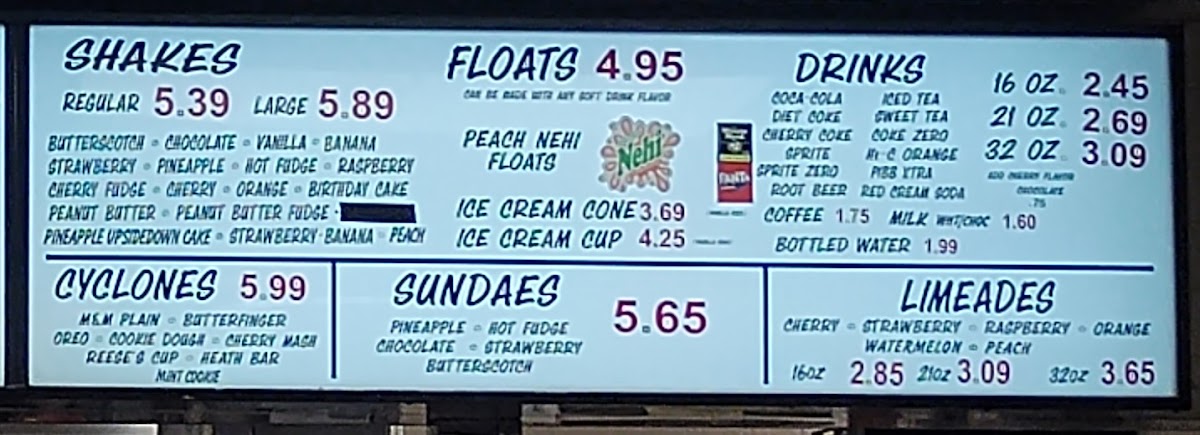 SHAKES
REGULAR 5.39 LARGE 5.89
BUTTERSCOTCH • CHOCOLATE • VANILLA • BANANA
STRAWBERRY • PINEAPPLE • HOT FUDGE • RASPBERRY
CHERRY FUDGE • CHERRY • ORANGE • BIRTHDAY CAKE
PEANUT BUTTER • PEANUT BUTTER FUDGE •
PINEAPPLE UPSIDEDOWN CAKE • STRAWBERRY-BANANA • PEACH
FLOATS 4.95
CAN BE MADE WITH ANY SOFT DRINK FLAVOR
PEACH NEHI
FLOATS
Nehi
ICE CREAM CONE 3.69
ICE CREAM CUP 4.25
DRINKS
COCA-COLA ICED TEA
DIET COKE SWEET TEA
CHERRY COKE COKE ZERO
SPRITE HI-C ORANGE
SPRITE ZERO PIBB XTRA
ROOT BEER RED CREAM SODA
16 OZ. 2.45
21 OZ. 2.69
32 OZ. 3.09
ADD CHERRY FLAVOR
CHOCOLATE
.75
COFFEE 1.75 MILK WHT/CHOC 1.60
BOTTLED WATER 1.99
CYCLONES 5.99
M&M PLAIN • BUTTERFINGER
OREO • COOKIE DOUGH • CHERRY MASH
REESE'S CUP • HEATH BAR
MINT COOKIE
SUNDAES 5.65
PINEAPPLE • HOT FUDGE
CHOCOLATE • STRAWBERRY
BUTTERSCOTCH
LIMEADES
CHERRY • STRAWBERRY • RASPBERRY • ORANGE
WATERMELON • PEACH
16OZ 2.85 21OZ 3.09 32OZ 3.65